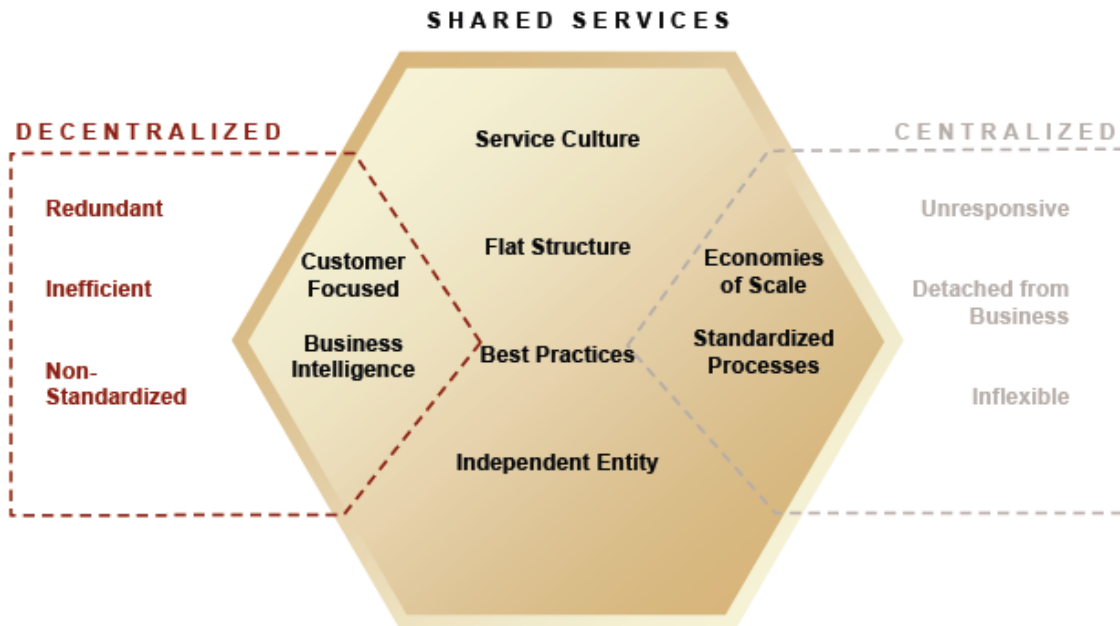 SHARED SERVICES
DECENTRALIZED
Redundant
Inefficient
Non-
Standardized
Customer
Focused
Business
Intelligence
Service Culture
Flat Structure
Best Practices
Independent Entity
Economies
of Scale
Standardized
Processes
CENTRALIZED
Unresponsive
Detached from
Business
Inflexible